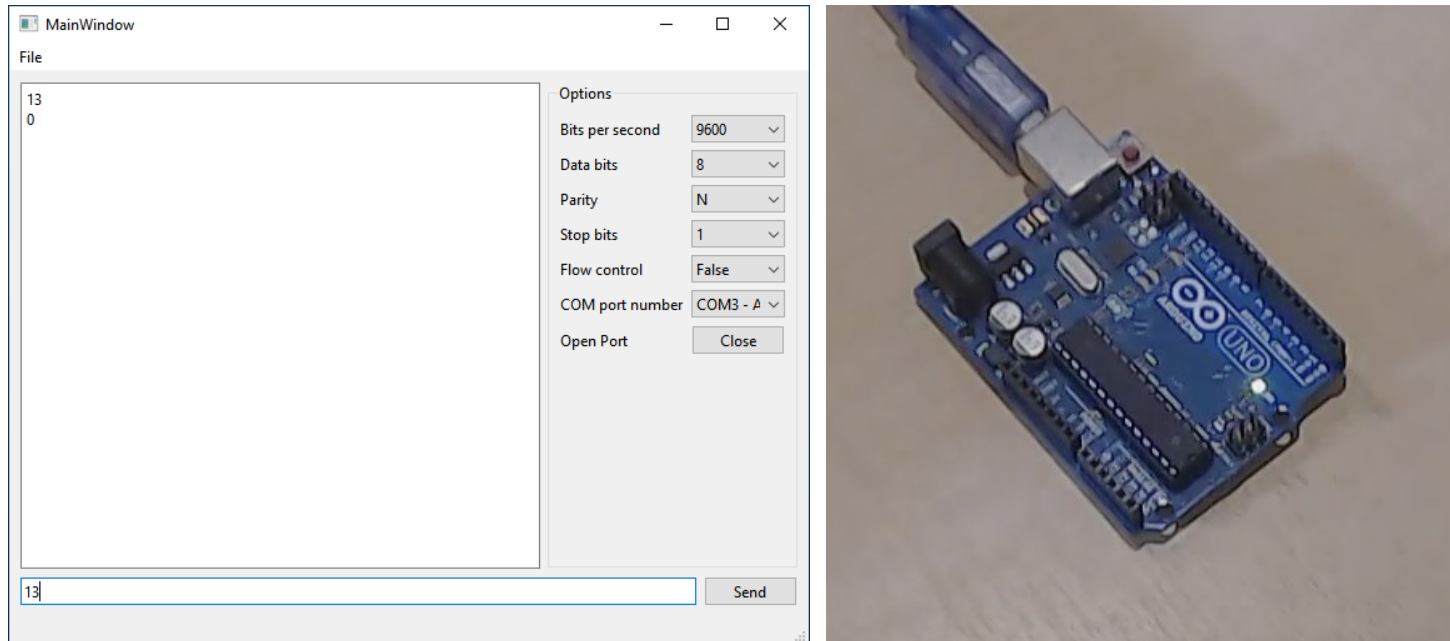 MainWindow
File
13
0
Options
Bits per second 9600
Data bits 8
Parity N
Stop bits 1
Flow control False
COM port number COM3 - A
Open Port Close
13 Send
ARDUINO
UNO